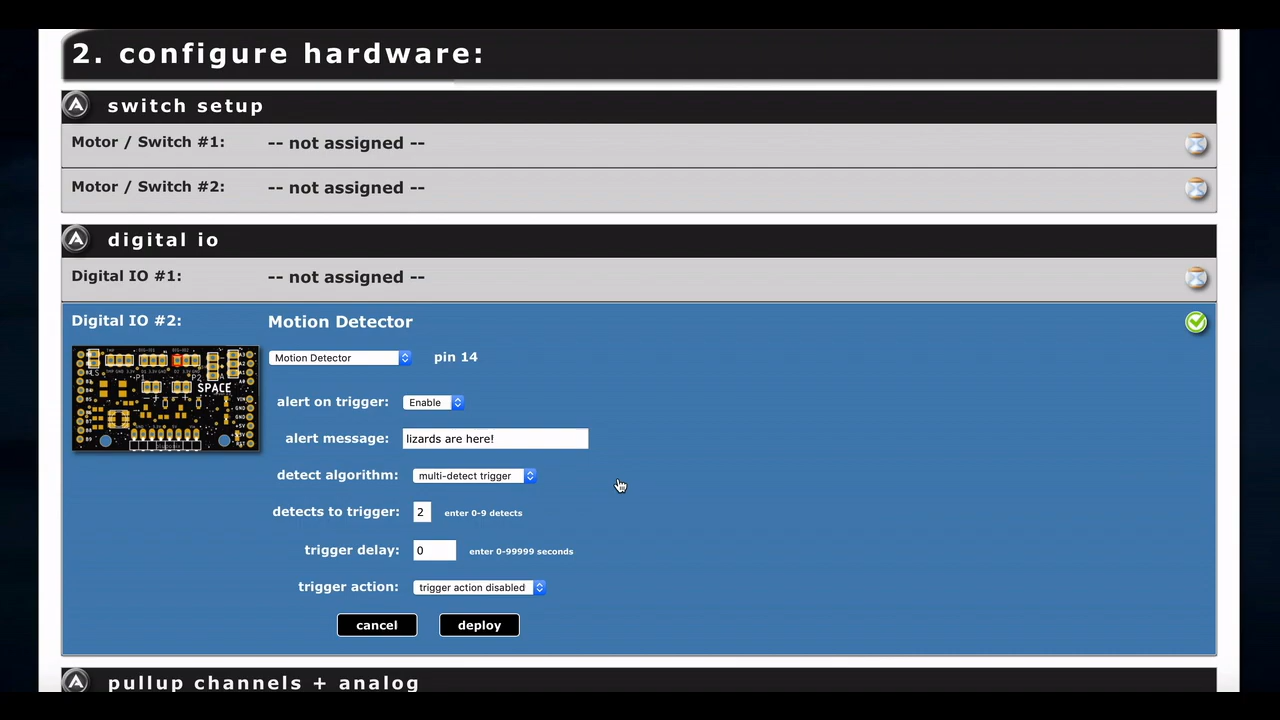 2. configure hardware:
switch setup
Motor / Switch #1: -- not assigned --
Motor / Switch #2: -- not assigned --
digital io
Digital IO #1: -- not assigned --
Digital IO #2: Motion Detector
Motion Detector pin 14
SPACE
alert on trigger: Enable
alert message: lizards are here!
detect algorithm: multi-detect trigger
detects to trigger: 2 enter 0-9 detects
trigger delay: 0 enter 0-99999 seconds
trigger action: trigger action disabled
cancel deploy
pullup channels + analog